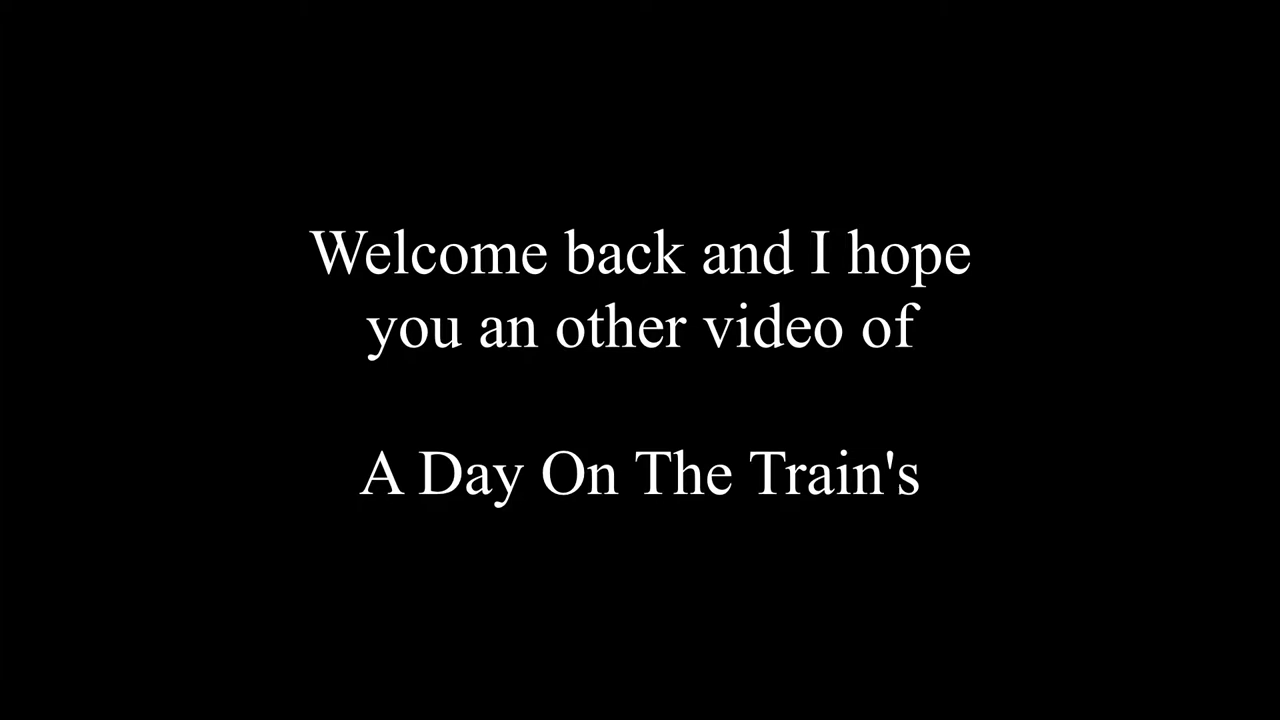 Welcome back and I hope
you an other video of
A Day On The Train's